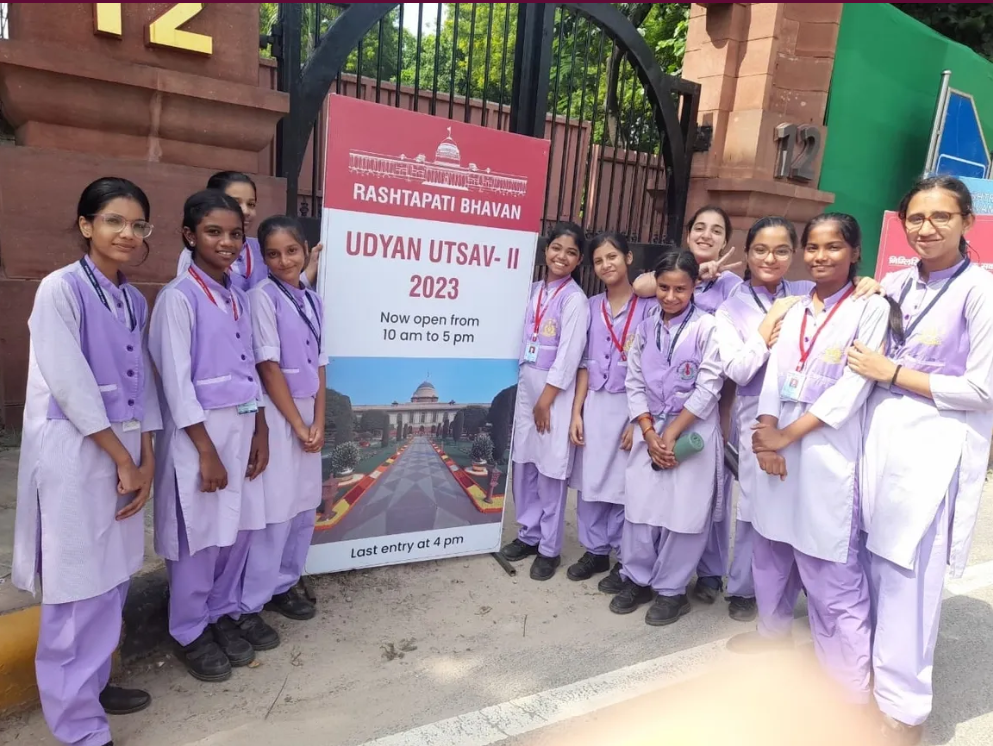 12
RASHTAPATI BHAVAN
UDYAN UTSAV- II
2023
Now open from
10 am to 5 pm
Last entry at 4 pm
12